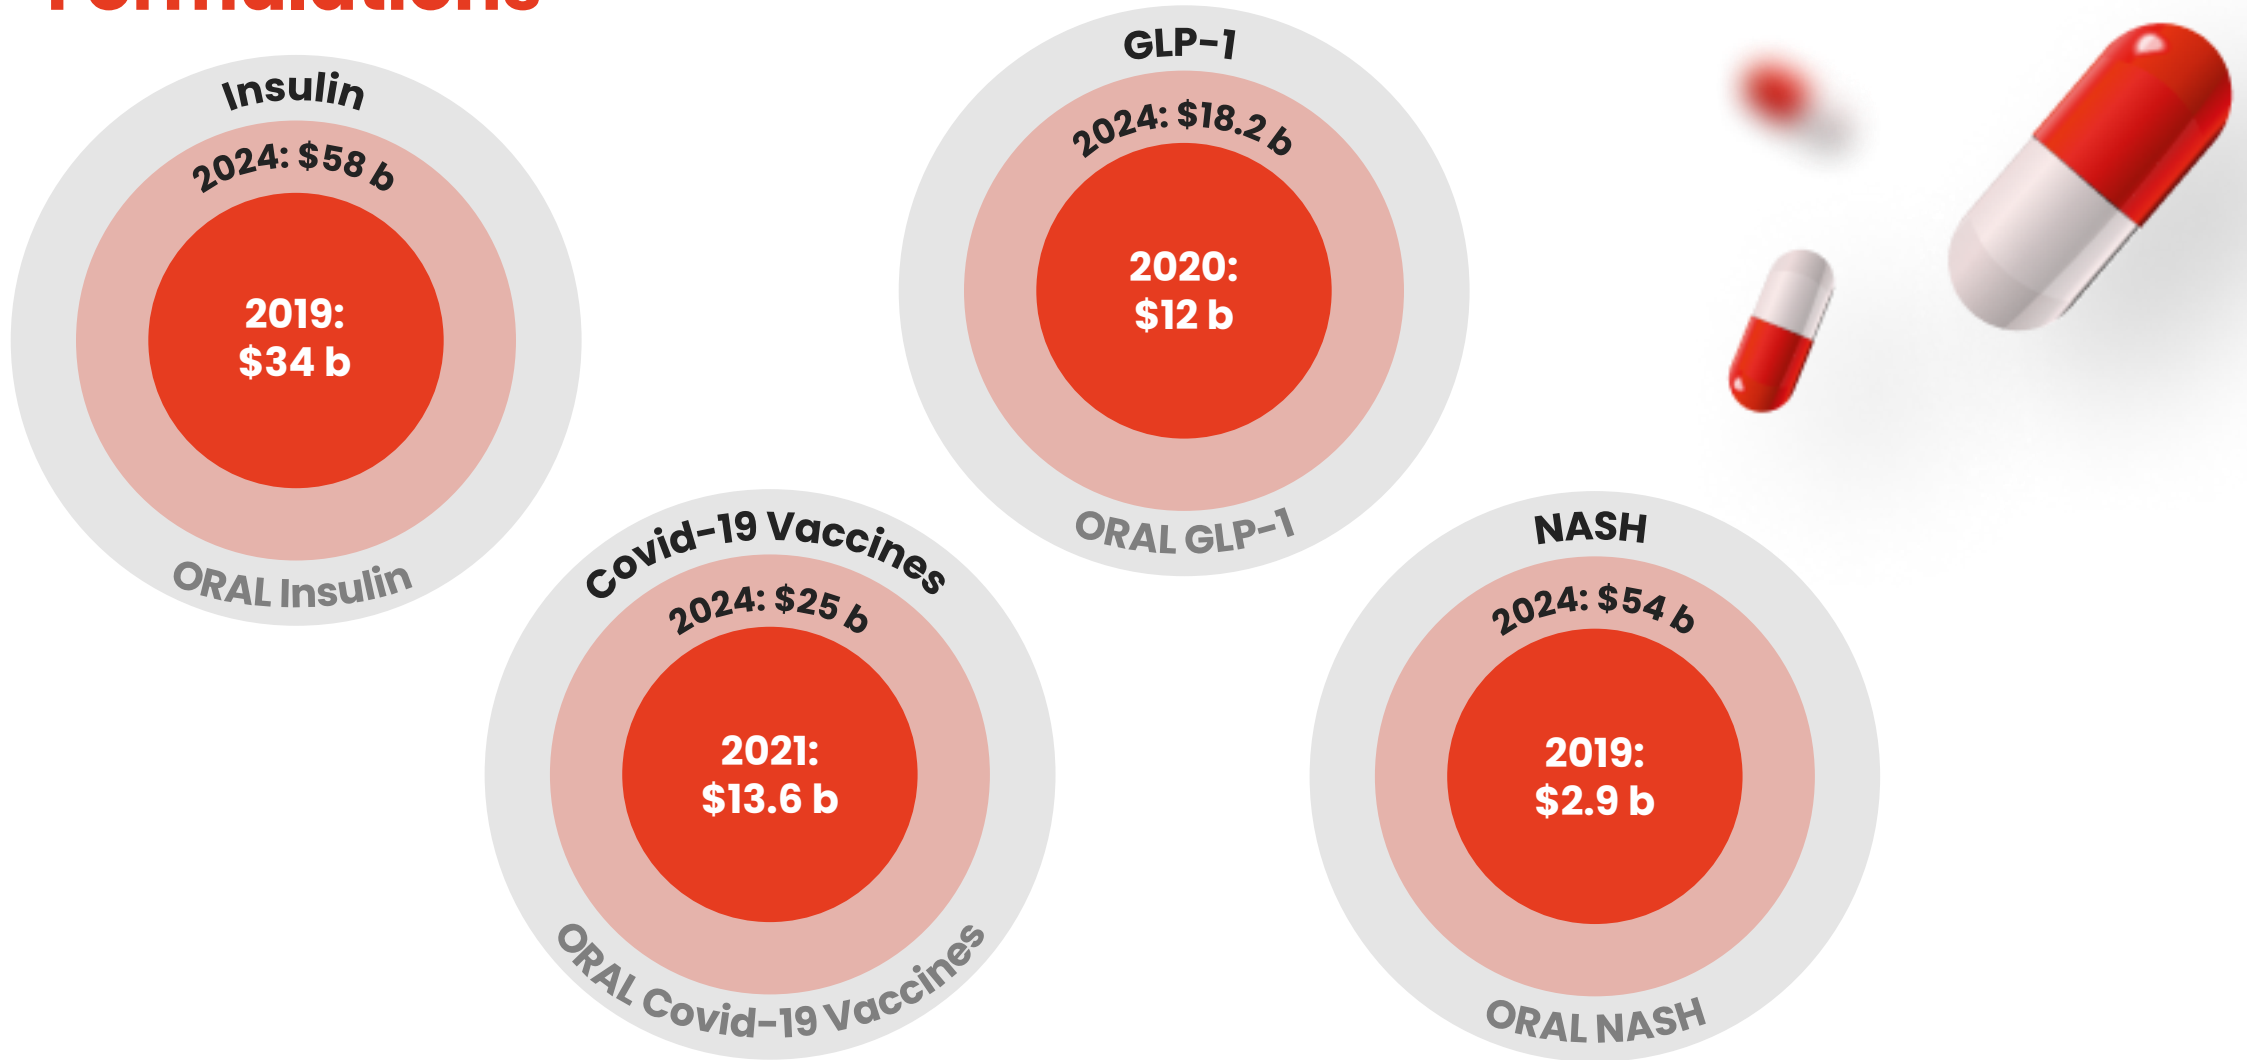 Formulations
Insulin
2024: $58 b
2019:
$34 b
ORAL Insulin
GLP-1
2024: $18.2 b
2020:
$12 b
ORAL GLP-1
Covid-19 Vaccines
2024: $25 b
2021:
$13.6 b
ORAL Covid-19 Vaccines
NASH
2024: $54 b
2019:
$2.9 b
ORAL NASH